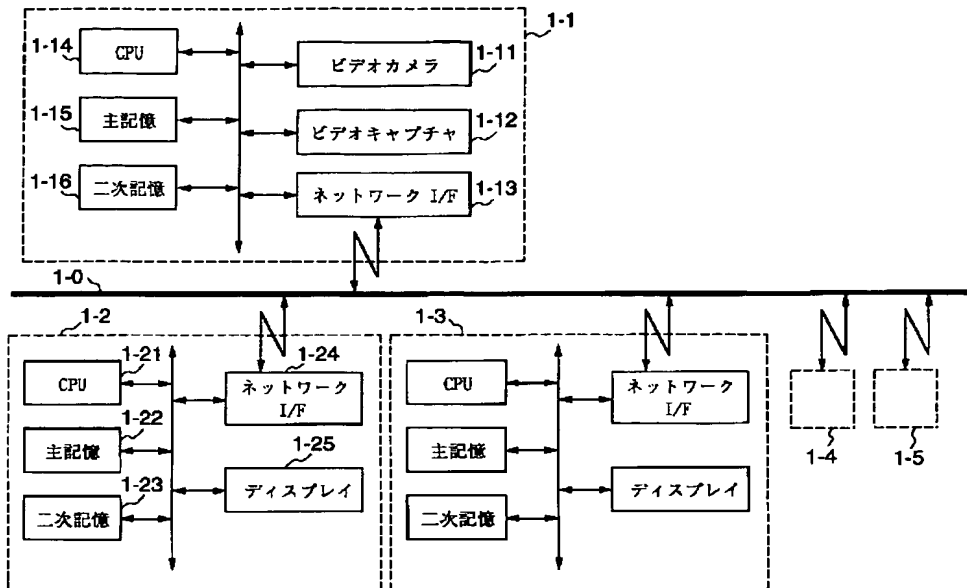 1-1
1-14
CPU
ビデオカメラ
1-11
1-15
主記憶
ビデオキャプチャ
1-12
1-16
二次記憶
ネットワーク I/F
1-13
1-0
1-2
1-21
CPU
1-24
ネットワーク
I/F
1-22
主記憶
1-25
ディスプレイ
1-23
二次記憶
1-3
CPU
ネットワーク
I/F
主記憶
ディスプレイ
二次記憶
1-4
1-5